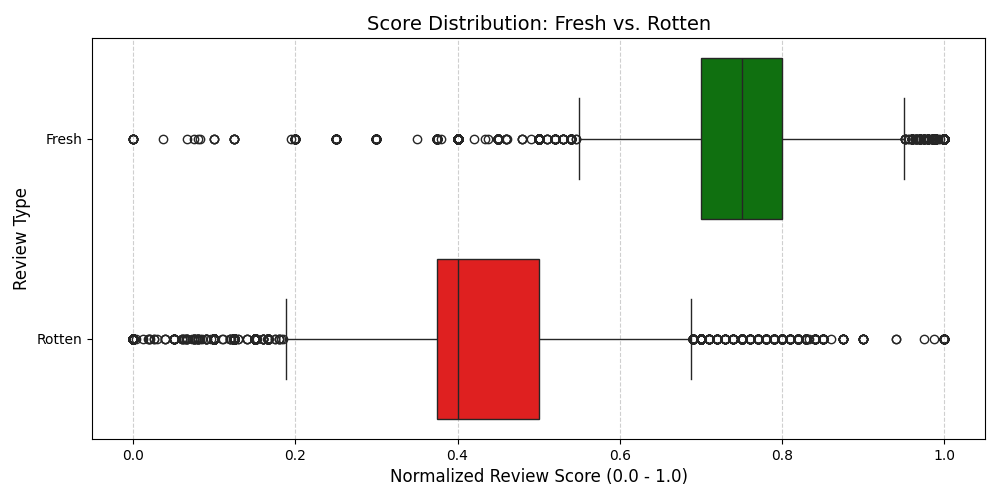 Score Distribution: Fresh vs. Rotten
Review Type
Fresh
Rotten
0.0 0.2 0.4 0.6 0.8 1.0
Normalized Review Score (0.0 - 1.0)